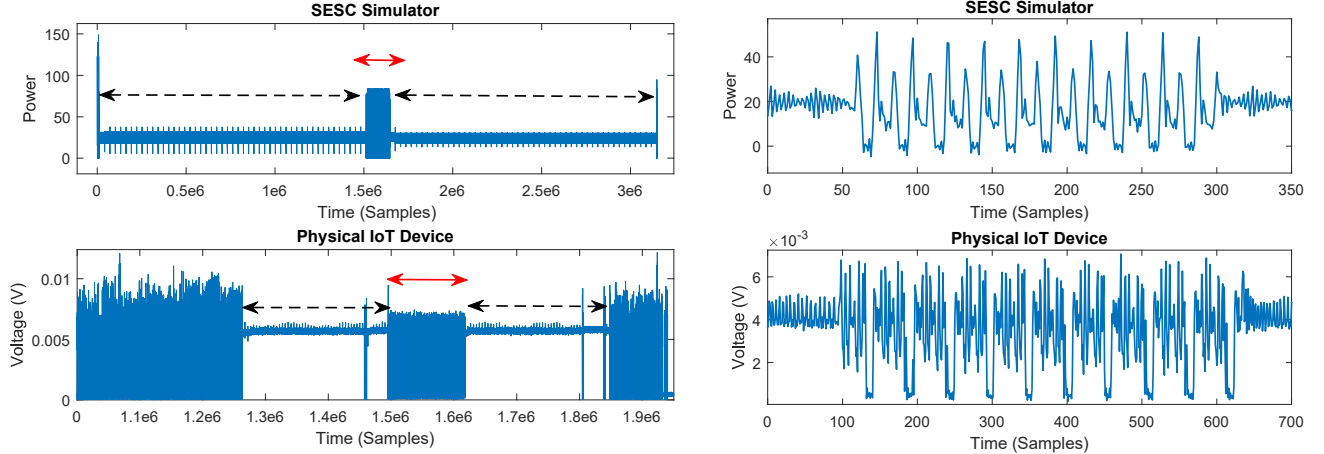 SESC Simulator
150
100
50
0
Power
0 0.5e6 1e6 1.5e6 2e6 2.5e6 3e6
Time (Samples)
Physical IoT Device
0.01
0.005
0
Voltage (V)
0 1.1e6 1.2e6 1.3e6 1.4e6 1.5e6 1.6e6 1.7e6 1.8e6 1.9e6
Time (Samples)
SESC Simulator
40
20
0
Power
0 50 100 150 200 250 300 350
Time (Samples)
×10⁻³
Physical IoT Device
6
4
2
Voltage (V)
0 100 200 300 400 500 600 700
Time (Samples)